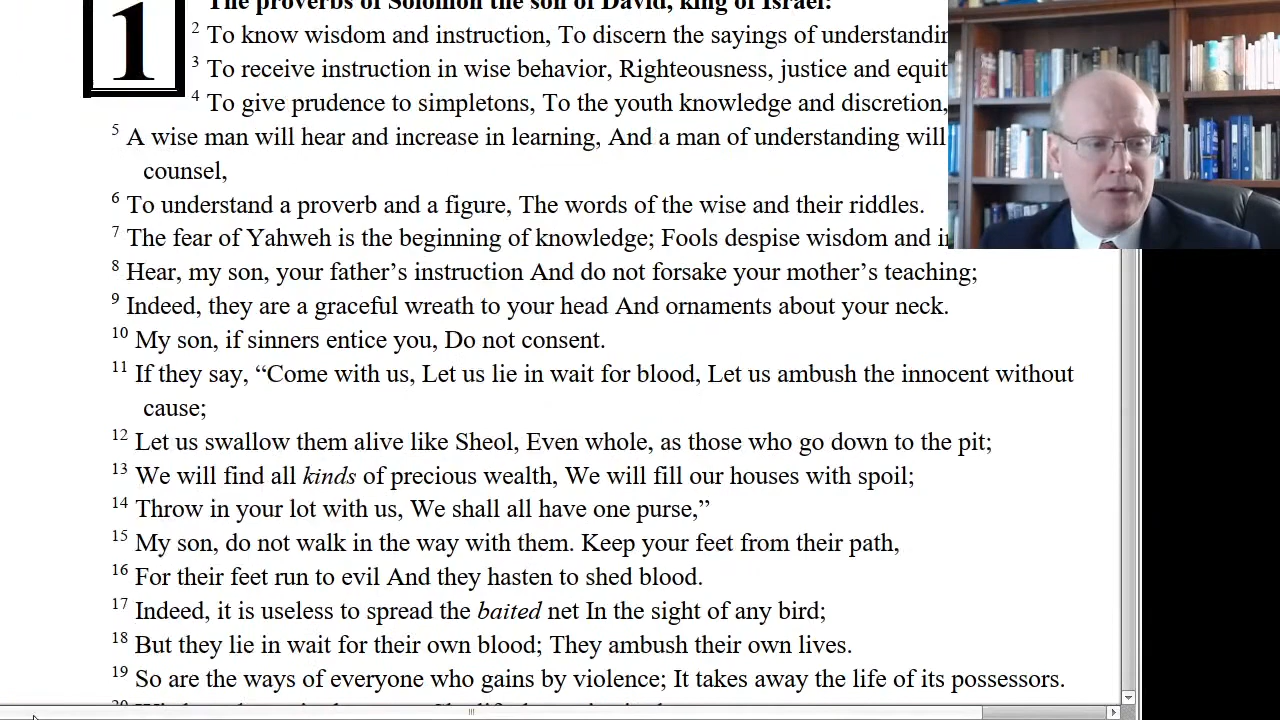 The proverbs of Solomon the son of David, king of Israel:
1
2 To know wisdom and instruction, To discern the sayings of
3 To receive instruction in wise behavior, Righteousness, justice and
4 To give prudence to simpletons, To the youth knowledge and discretion,
5 A wise man will hear and increase in learning, And a man of understanding will
counsel,
6 To understand a proverb and a figure, The words of the wise and their riddles.
7 The fear of Yahweh is the beginning of knowledge; Fools despise wisdom and
8 Hear, my son, your father's instruction And do not forsake your mother's teaching;
9 Indeed, they are a graceful wreath to your head And ornaments about your neck.
10 My son, if sinners entice you, Do not consent.
11 If they say, "Come with us, Let us lie in wait for blood, Let us ambush the innocent without
cause;
12 Let us swallow them alive like Sheol, Even whole, as those who go down to the pit;
13 We will find all kinds of precious wealth, We will fill our houses with spoil;
14 Throw in your lot with us, We shall all have one purse,"
15 My son, do not walk in the way with them. Keep your feet from their path,
16 For their feet run to evil And they hasten to shed blood.
17 Indeed, it is useless to spread the baited net In the sight of any bird;
18 But they lie in wait for their own blood; They ambush their own lives.
19 So are the ways of everyone who gains by violence; It takes away the life of its possessors.